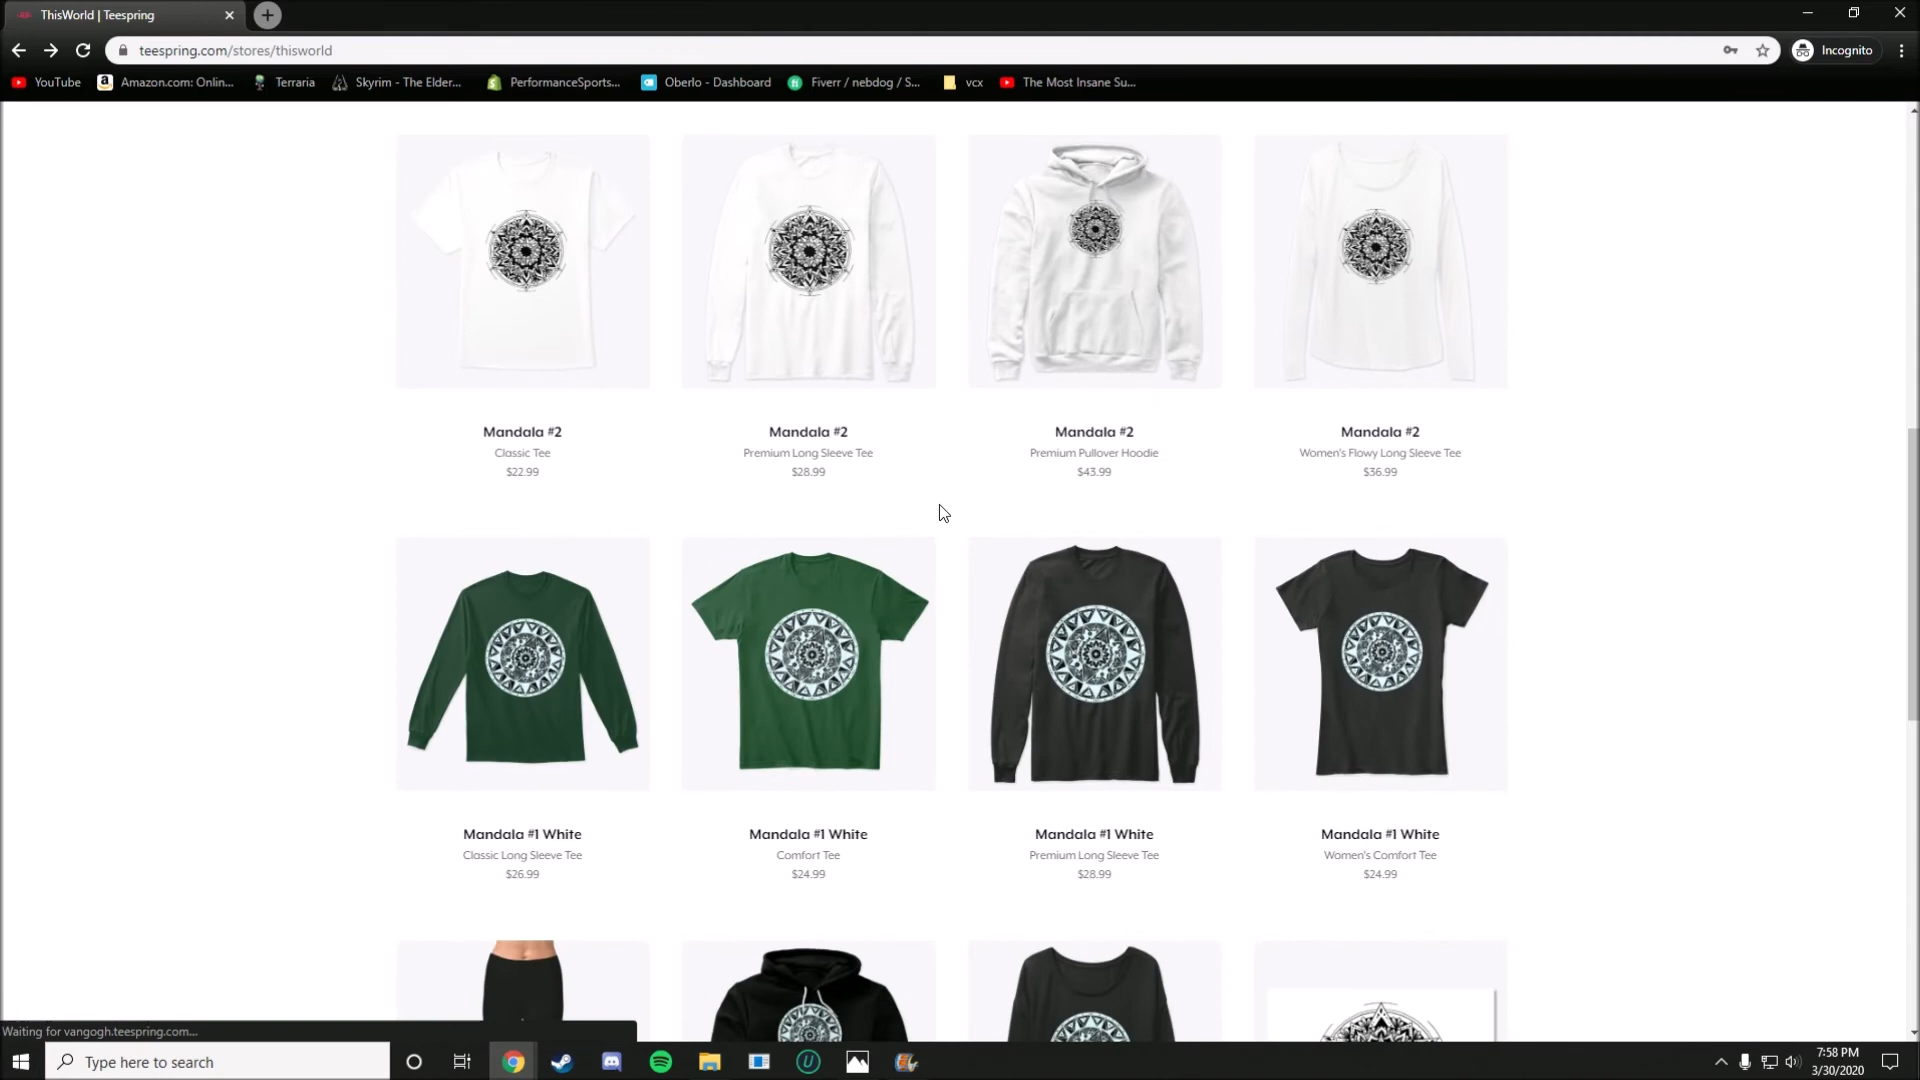 ThisWorld | Teespring
teespring.com/stores/thisworld
Incognito
YouTube
Amazon.com: Onlin...
Terraria
Skyrim - The Elder...
PerformanceSports...
Oberlo - Dashboard
Fiverr / nebdog / S...
vcx
The Most Insane Su...
Mandala #2
Classic Tee
$22.99
Mandala #2
Premium Long Sleeve Tee
$28.99
Mandala #2
Premium Pullover Hoodie
$43.99
Mandala #2
Women's Flowy Long Sleeve Tee
$36.99
Mandala #1 White
Classic Long Sleeve Tee
$26.99
Mandala #1 White
Comfort Tee
$24.99
Mandala #1 White
Premium Long Sleeve Tee
$28.99
Mandala #1 White
Women's Comfort Tee
$24.99
Waiting for vangogh.teespring.com...
Type here to search
7:58 PM
3/30/2020